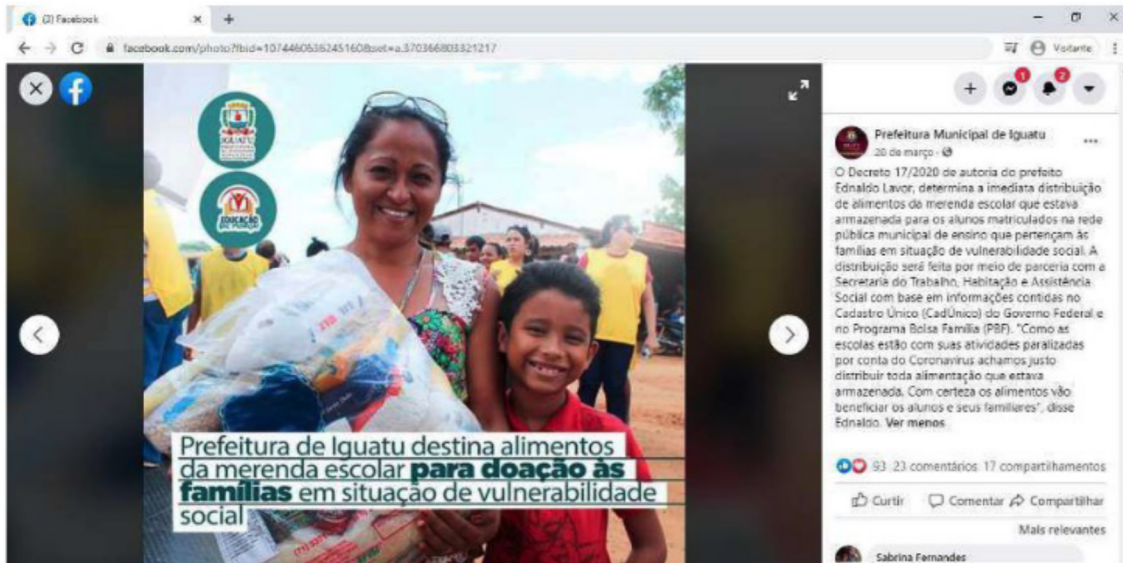 (3) Facebook
facebook.com/photo?fbid=1074460636245160&set=a.370366803321217
Visitante
IGUATU
EDUCAÇÃO
Prefeitura de Iguatu destina alimentos
da merenda escolar para doação às
famílias em situação de vulnerabilidade
social
1
2
Prefeitura Municipal de Iguatu
28 de março
O Decreto 17/2020 de autoria do prefeito
Ednaldo Lavor, determina a imediata distribuição
de alimentos da merenda escolar que estava
armazenada para os alunos matriculados na rede
pública municipal de ensino que pertençam às
famílias em situação de vulnerabilidade social. A
distribuição será feita por meio de parceria com a
Secretaria do Trabalho, Habitação e Assistência
Social com base em informações contidas no
Cadastro Único (CadÚnico) do Governo Federal e
no Programa Bolsa Família (PBF). "Como as
escolas estão com suas atividades paralizadas
por conta do Coronavírus achamos justo
distribuir toda alimentação que estava
armazenada. Com certeza os alimentos vão
beneficiar os alunos e seus familiares", disse
Ednaldo. Ver menos
93 23 comentários 17 compartilhamentos
Curtir Comentar Compartilhar
Mais relevantes
Sabrina Fernandes